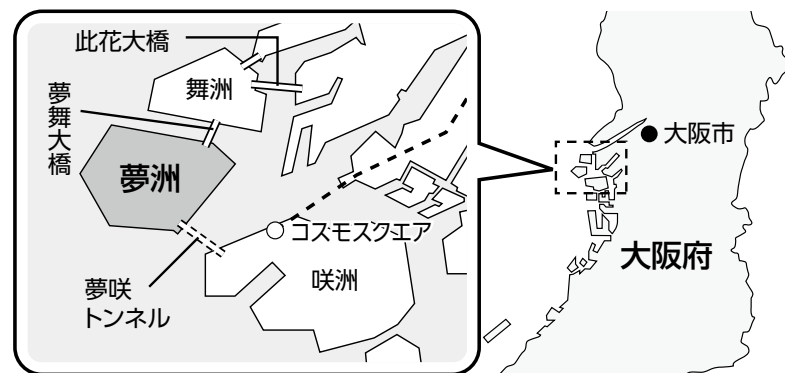 此花大橋
舞洲
夢舞大橋
夢洲
コスモスクエア
咲洲
夢咲
トンネル
大阪市
大阪府